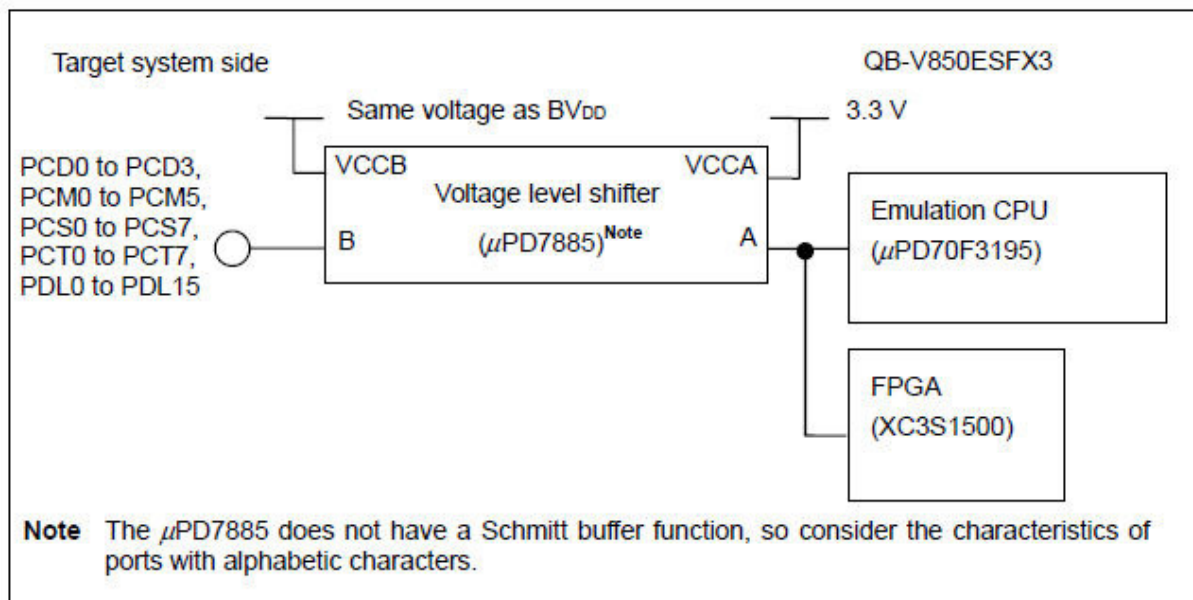 Target system side
QB-V850ESFX3
Same voltage as BVDD
3.3 V
PCD0 to PCD3,
PCM0 to PCM5,
PCS0 to PCS7,
PCT0 to PCT7,
PDL0 to PDL15
VCCB
VCCA
Voltage level shifter
(μPD7885)Note
B
A
Emulation CPU
(μPD70F3195)
FPGA
(XC3S1500)
Note The μPD7885 does not have a Schmitt buffer function, so consider the characteristics of
ports with alphabetic characters.